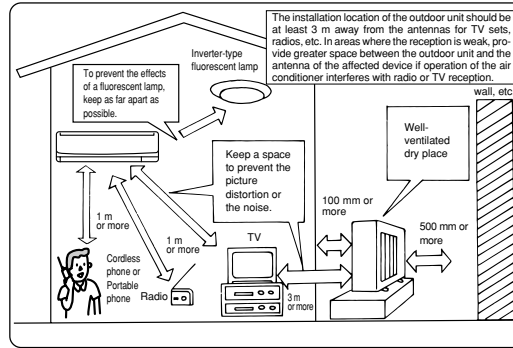 The installation location of the outdoor unit should be
at least 3 m away from the antennas for TV sets,
radios, etc. In areas where the reception is weak, pro-
vide greater space between the outdoor unit and the
antenna of the affected device if operation of the air
conditioner interferes with radio or TV reception.
Inverter-type
fluorescent lamp
To prevent the effects
of a fluorescent lamp,
keep as far apart as
possible.
wall, etc
Well-
ventilated
dry place
Keep a space
to prevent the
picture
distortion or
the noise.
100 mm or
more
500 mm or
more
1 m
or more
1 m
or more
TV
Cordless
phone or
Portable
phone
Radio
3 m
or more